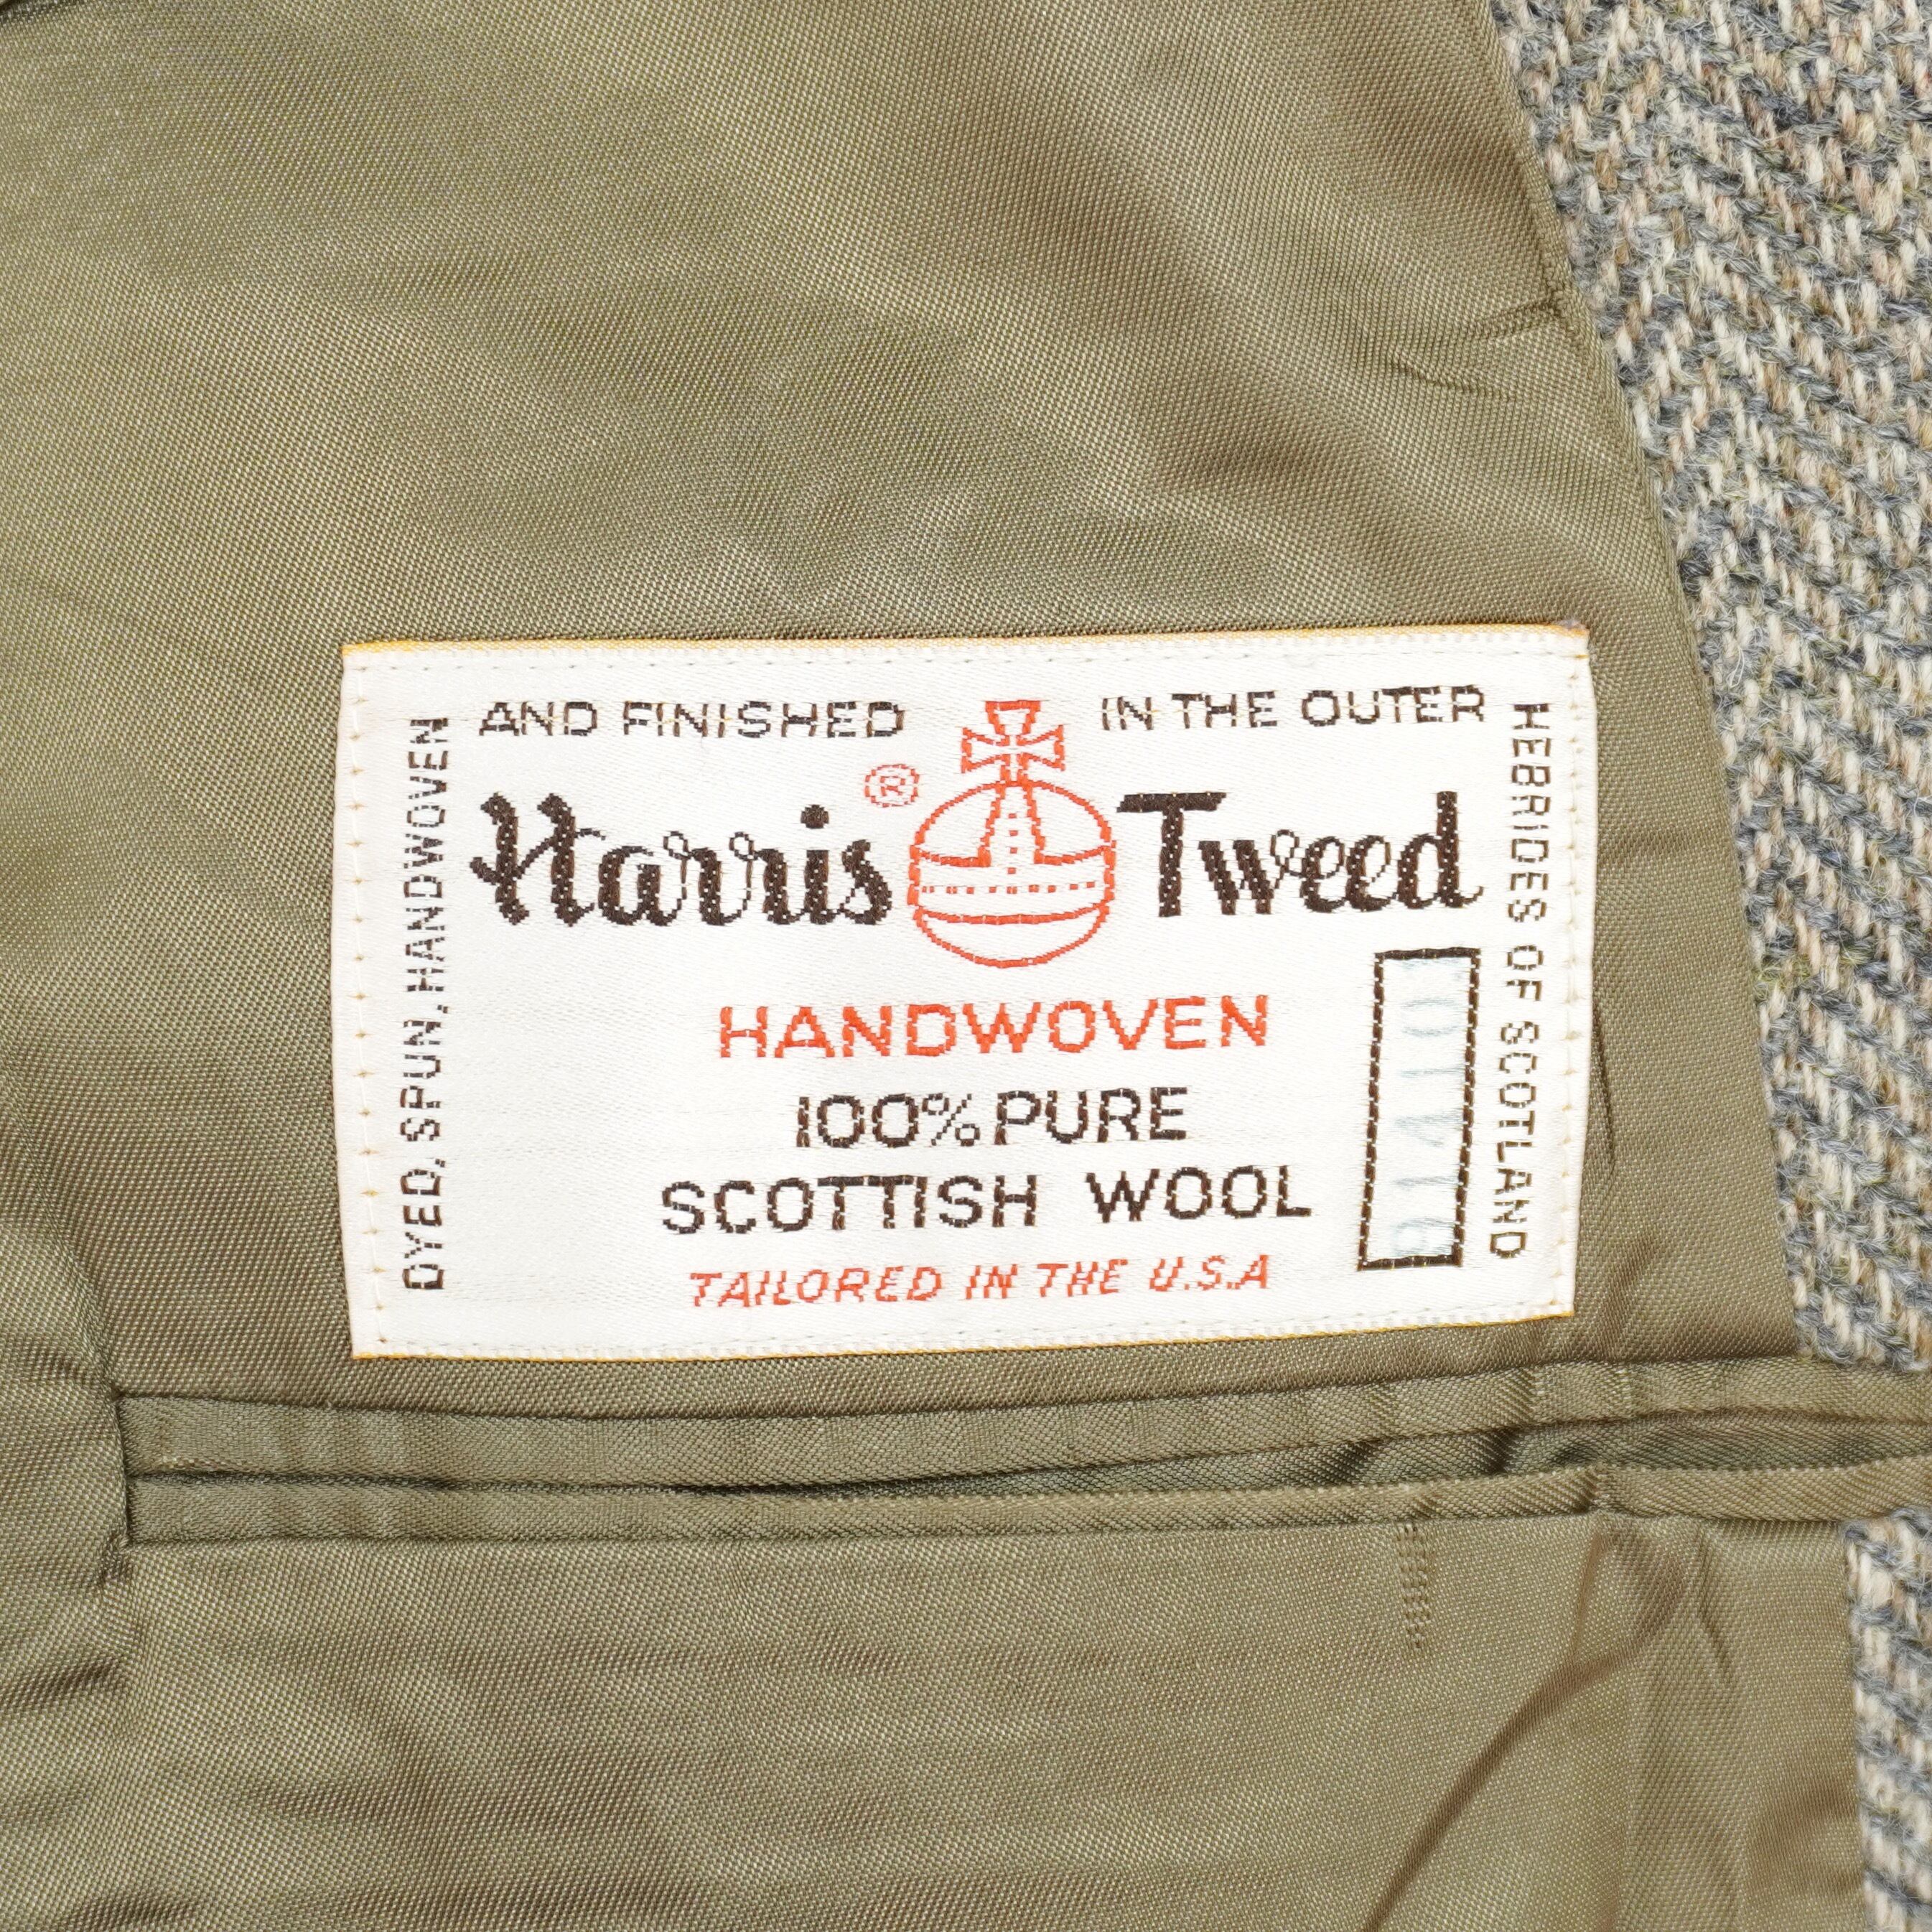 DYED, SPUN, HANDWOVEN
AND FINISHED IN THE OUTER
HEBRIDES OF SCOTLAND
Harris® Tweed
HANDWOVEN
100% PURE
SCOTTISH WOOL
TAILORED IN THE U.S.A